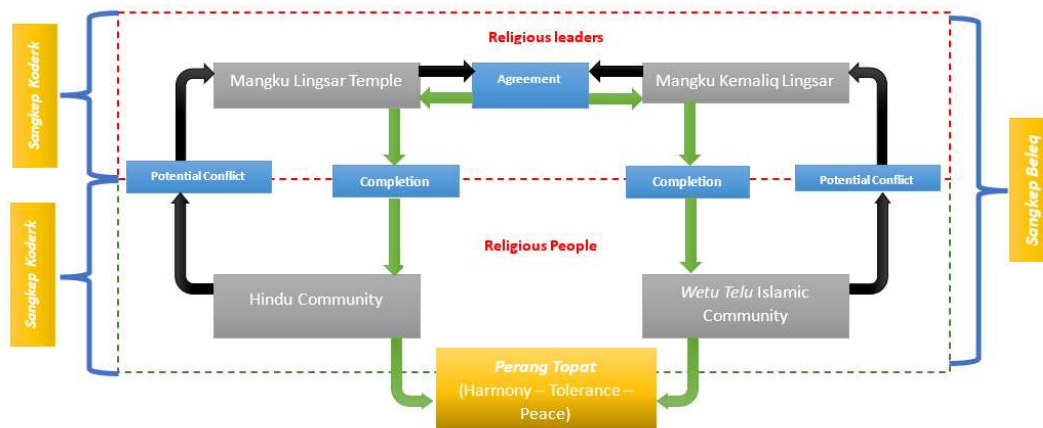 Religious leaders
Sangkep Koderk
Mangku Lingsar Temple
Agreement
Mangku Kemaliq Lingsar
Potential Conflict
Completion
Completion
Potential Conflict
Sangkep Beleq
Religious People
Sangkep Koderk
Hindu Community
Wetu Telu Islamic
Community
Perang Topat
(Harmony – Tolerance –
Peace)